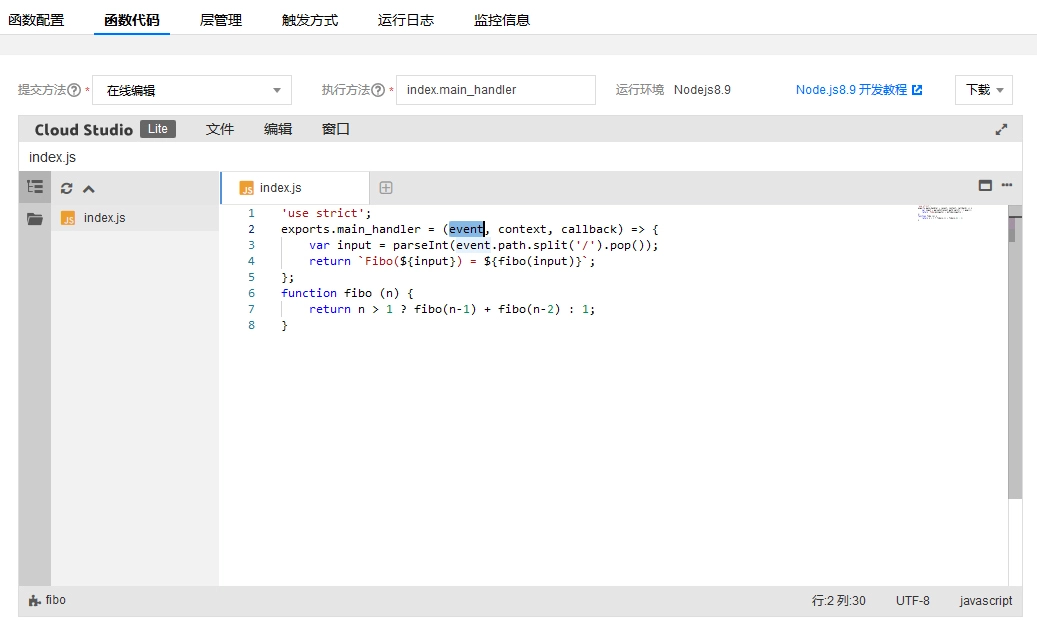 函数配置 函数代码 层管理 触发方式 运行日志 监控信息
提交方法 * 在线编辑 执行方法 * index.main_handler 运行环境 Nodejs8.9 Node.js8.9 开发教程 下载
Cloud Studio Lite 文件 编辑 窗口
index.js
index.js
index.js
1 'use strict';
2 exports.main_handler = (event, context, callback) => {
3 var input = parseInt(event.path.split('/').pop());
4 return `Fibo(${input}) = ${fibo(input)}`;
5 };
6 function fibo (n) {
7 return n > 1 ? fibo(n-1) + fibo(n-2) : 1;
8 }
fibo 行:2 列:30 UTF-8 javascript